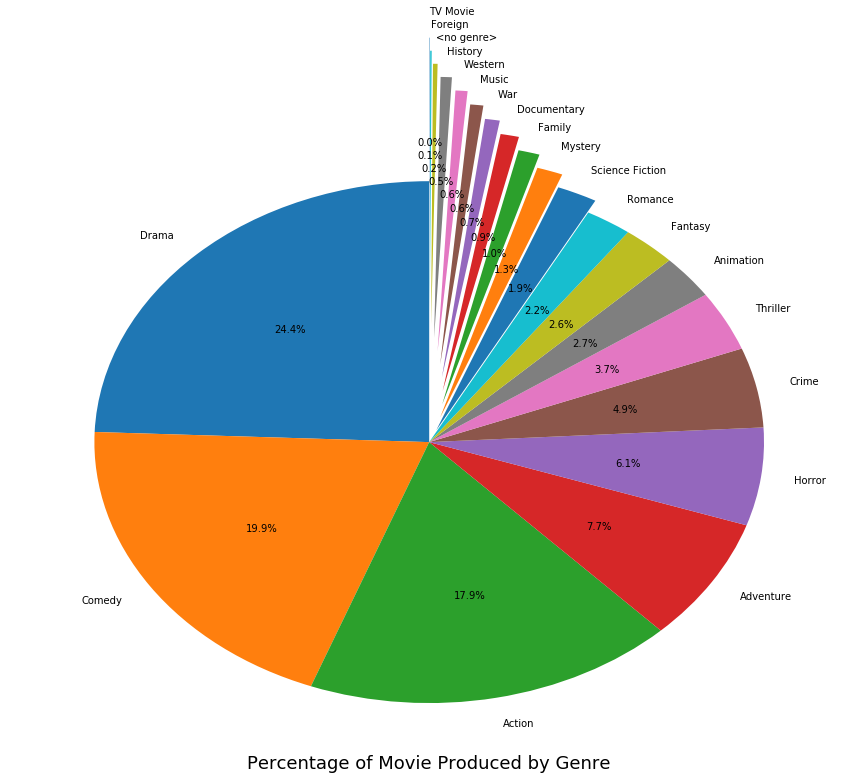 TV Movie
Foreign
<no genre>
History
Western
Music
War
Documentary
Family
Mystery
Science Fiction
Romance
Fantasy
Animation
Thriller
Crime
Horror
Adventure
Action
Comedy
Drama
0.0%
0.1%
0.2%
0.5%
0.6%
0.6%
0.7%
0.9%
1.0%
1.3%
1.9%
2.2%
2.6%
2.7%
3.7%
4.9%
6.1%
7.7%
17.9%
19.9%
24.4%
Percentage of Movie Produced by Genre